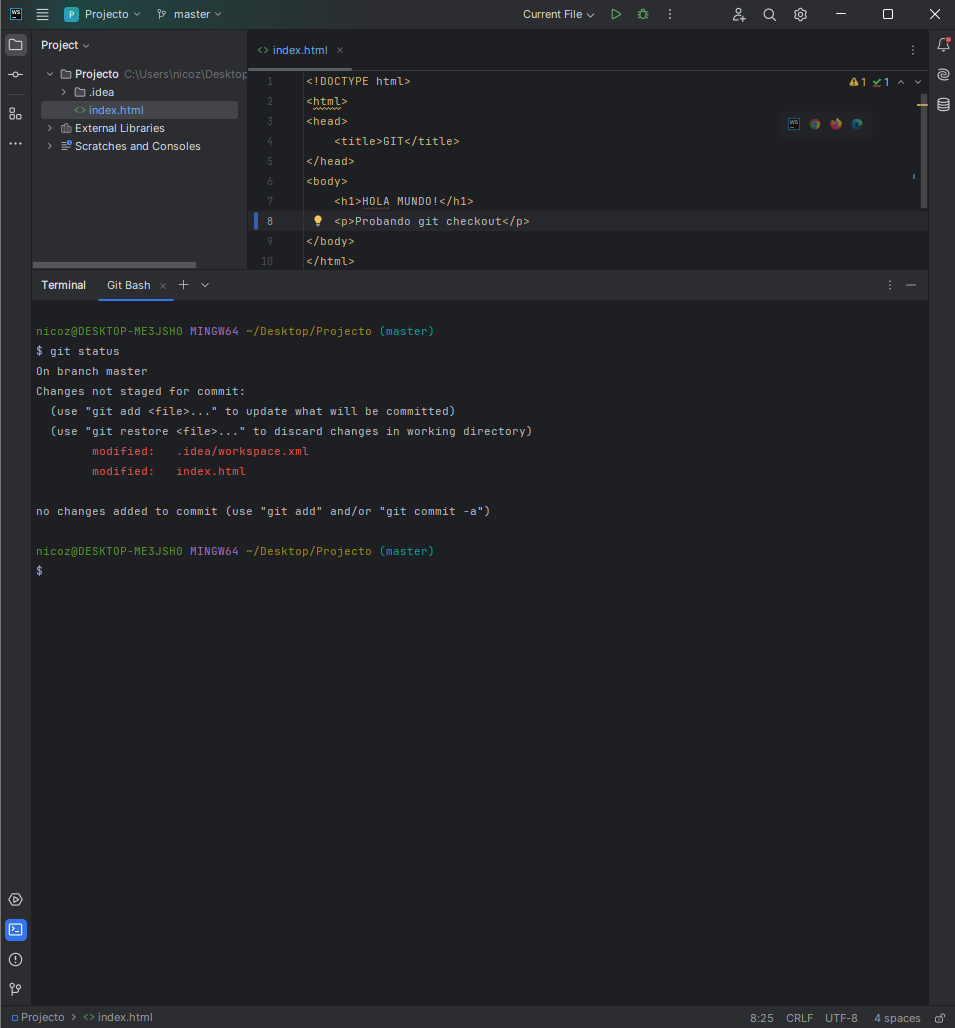 WS
P Projecto master Current File
Project
Projecto C:\Users\nicoz\Desktop
.idea
index.html
External Libraries
Scratches and Consoles
index.html
1 <!DOCTYPE html>
2 <html>
3 <head>
4 <title>GIT</title>
5 </head>
6 <body>
7 <h1>HOLA MUNDO!</h1>
8 <p>Probando git checkout</p>
9 </body>
10 </html>
1 1
WS
Terminal Git Bash
nicoz@DESKTOP-ME3JSH0 MINGW64 ~/Desktop/Projecto (master)
$ git status
On branch master
Changes not staged for commit:
(use "git add <file>..." to update what will be committed)
(use "git restore <file>..." to discard changes in working directory)
modified: .idea/workspace.xml
modified: index.html
no changes added to commit (use "git add" and/or "git commit -a")
nicoz@DESKTOP-ME3JSH0 MINGW64 ~/Desktop/Projecto (master)
$
Projecto > index.html 8:25 CRLF UTF-8 4 spaces